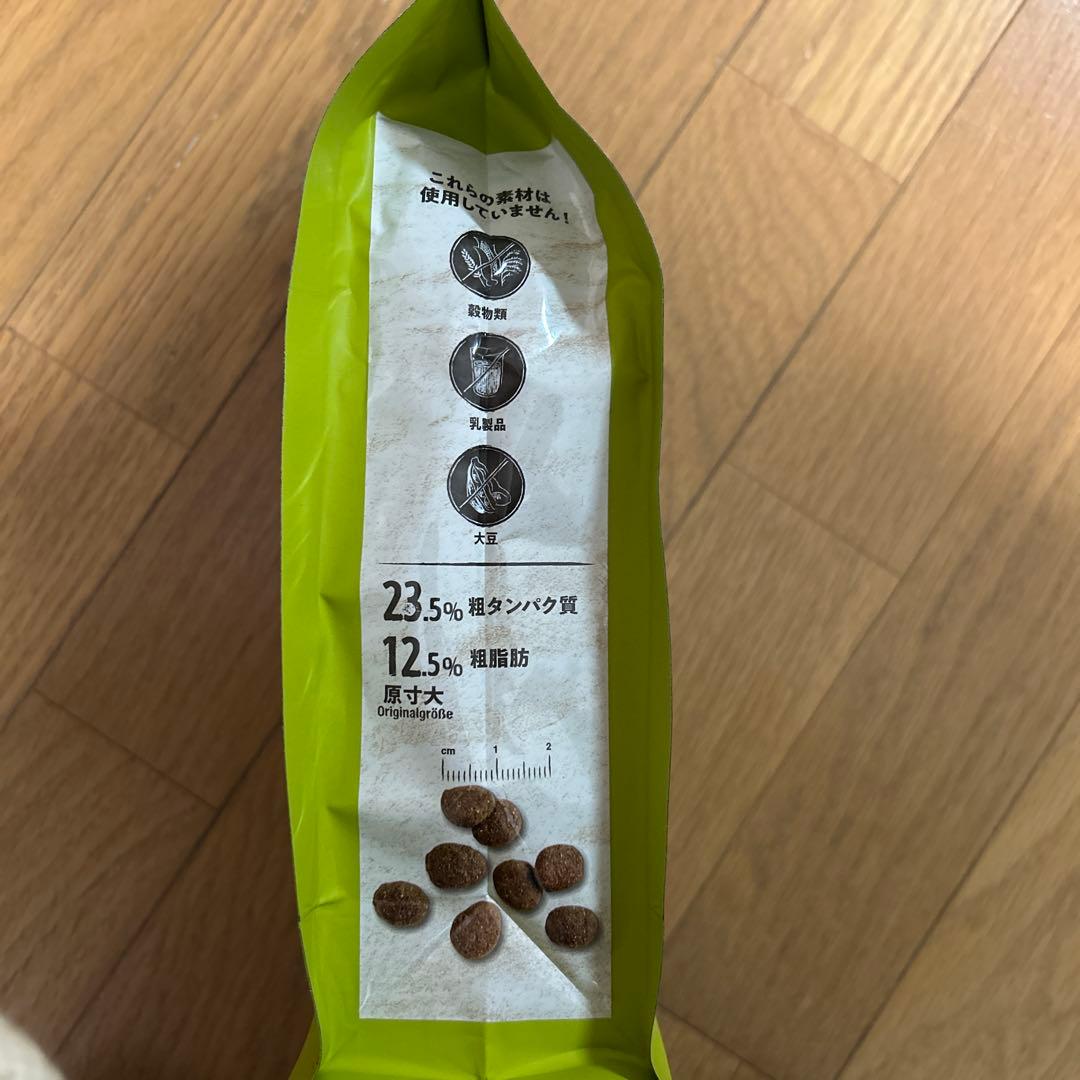 これらの素材は
使用していません!
穀物類
乳製品
大豆
23.5% 粗タンパク質
12.5% 粗脂肪
原寸大
Originalgröße
cm 1 2